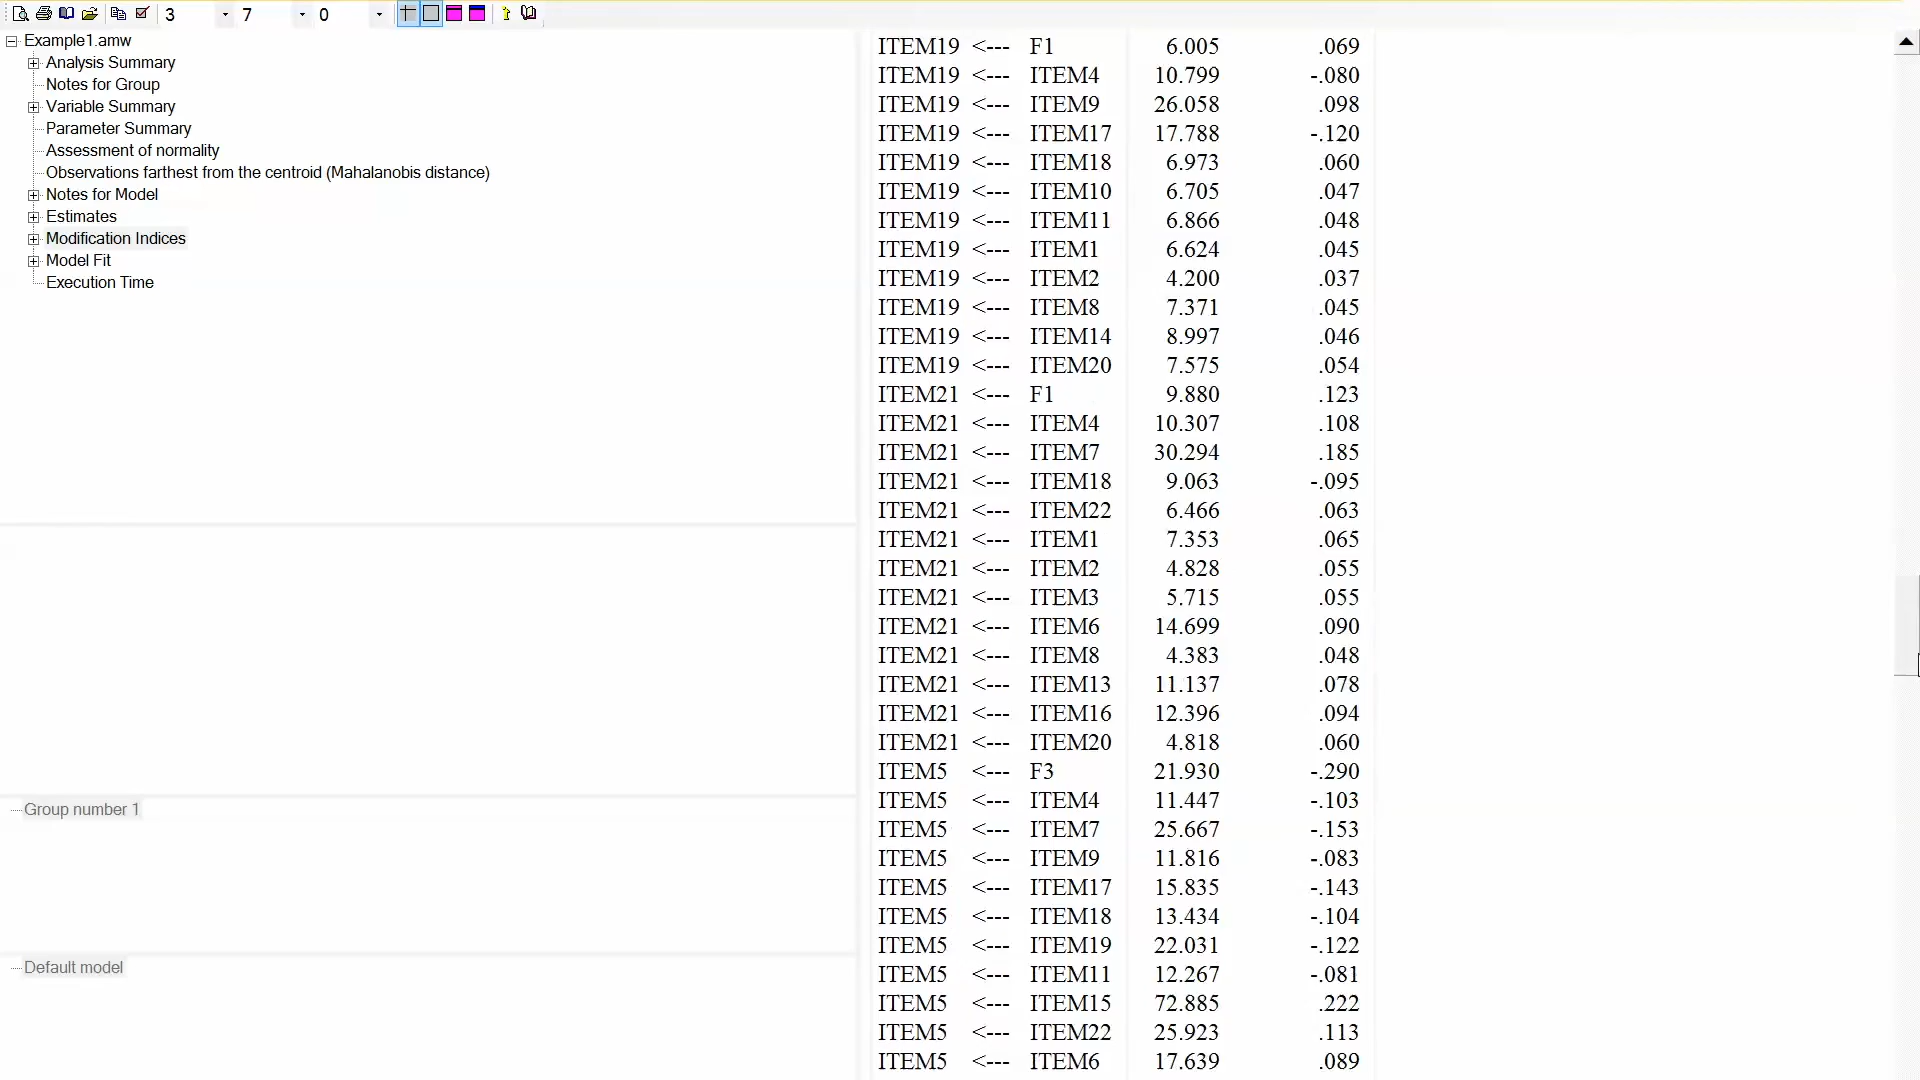 3 7 0
Example1.amw
Analysis Summary
Notes for Group
Variable Summary
Parameter Summary
Assessment of normality
Observations farthest from the centroid (Mahalanobis distance)
Notes for Model
Estimates
Modification Indices
Model Fit
Execution Time
Group number 1
Default model
ITEM19 <--- F1 6.005 .069
ITEM19 <--- ITEM4 10.799 -.080
ITEM19 <--- ITEM9 26.058 .098
ITEM19 <--- ITEM17 17.788 -.120
ITEM19 <--- ITEM18 6.973 .060
ITEM19 <--- ITEM10 6.705 .047
ITEM19 <--- ITEM11 6.866 .048
ITEM19 <--- ITEM1 6.624 .045
ITEM19 <--- ITEM2 4.200 .037
ITEM19 <--- ITEM8 7.371 .045
ITEM19 <--- ITEM14 8.997 .046
ITEM19 <--- ITEM20 7.575 .054
ITEM21 <--- F1 9.880 .123
ITEM21 <--- ITEM4 10.307 .108
ITEM21 <--- ITEM7 30.294 .185
ITEM21 <--- ITEM18 9.063 -.095
ITEM21 <--- ITEM22 6.466 .063
ITEM21 <--- ITEM1 7.353 .065
ITEM21 <--- ITEM2 4.828 .055
ITEM21 <--- ITEM3 5.715 .055
ITEM21 <--- ITEM6 14.699 .090
ITEM21 <--- ITEM8 4.383 .048
ITEM21 <--- ITEM13 11.137 .078
ITEM21 <--- ITEM16 12.396 .094
ITEM21 <--- ITEM20 4.818 .060
ITEM5 <--- F3 21.930 -.290
ITEM5 <--- ITEM4 11.447 -.103
ITEM5 <--- ITEM7 25.667 -.153
ITEM5 <--- ITEM9 11.816 -.083
ITEM5 <--- ITEM17 15.835 -.143
ITEM5 <--- ITEM18 13.434 -.104
ITEM5 <--- ITEM19 22.031 -.122
ITEM5 <--- ITEM11 12.267 -.081
ITEM5 <--- ITEM15 72.885 .222
ITEM5 <--- ITEM22 25.923 .113
ITEM5 <--- ITEM6 17.639 .089